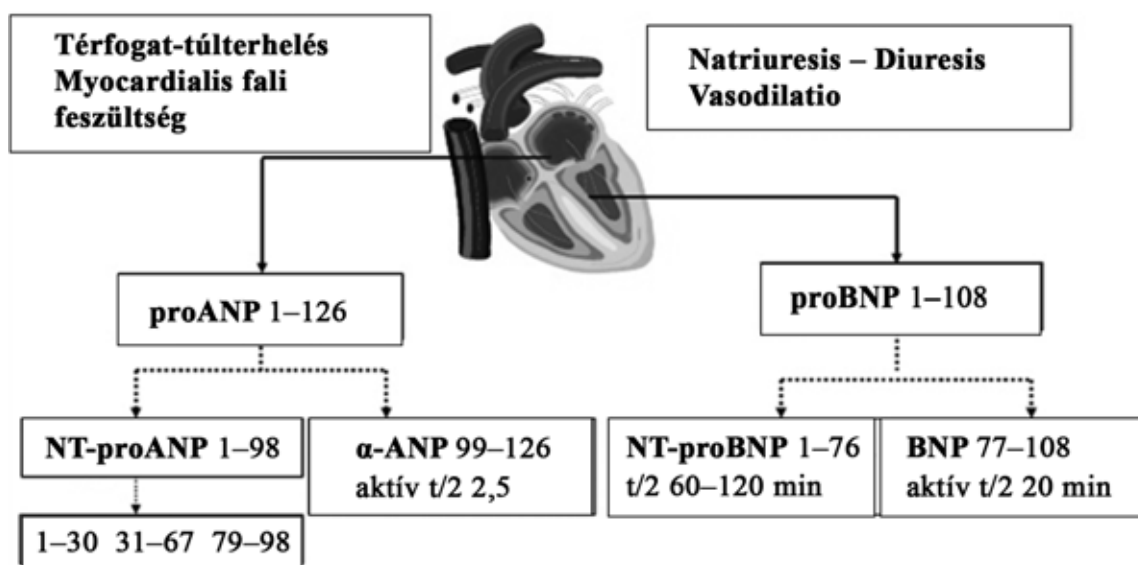 Térfogat-túlterhelés
Myocardialis fali
feszültség
Natriuresis – Diuresis
Vasodilatio
proANP 1–126
proBNP 1–108
NT-proANP 1–98
α-ANP 99–126
aktív t/2 2,5
NT-proBNP 1–76
t/2 60–120 min
BNP 77–108
aktív t/2 20 min
1–30 31–67 79–98